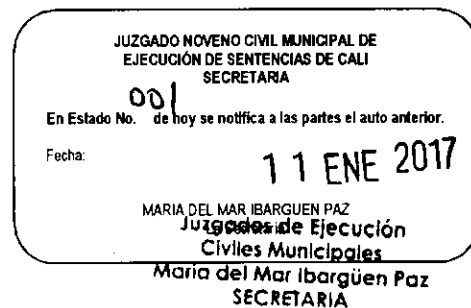 JUZGADO NOVENO CIVIL MUNICIPAL DE
EJECUCIÓN DE SENTENCIAS DE CALI
SECRETARIA
En Estado No. 001 de hoy se notifica a las partes el auto anterior.
Fecha: 11 ENE 2017
MARIA DEL MAR IBARGUEN PAZ
Juzgados de Ejecución
Civiles Municipales
Maria del Mar Ibargüen Paz
SECRETARIA